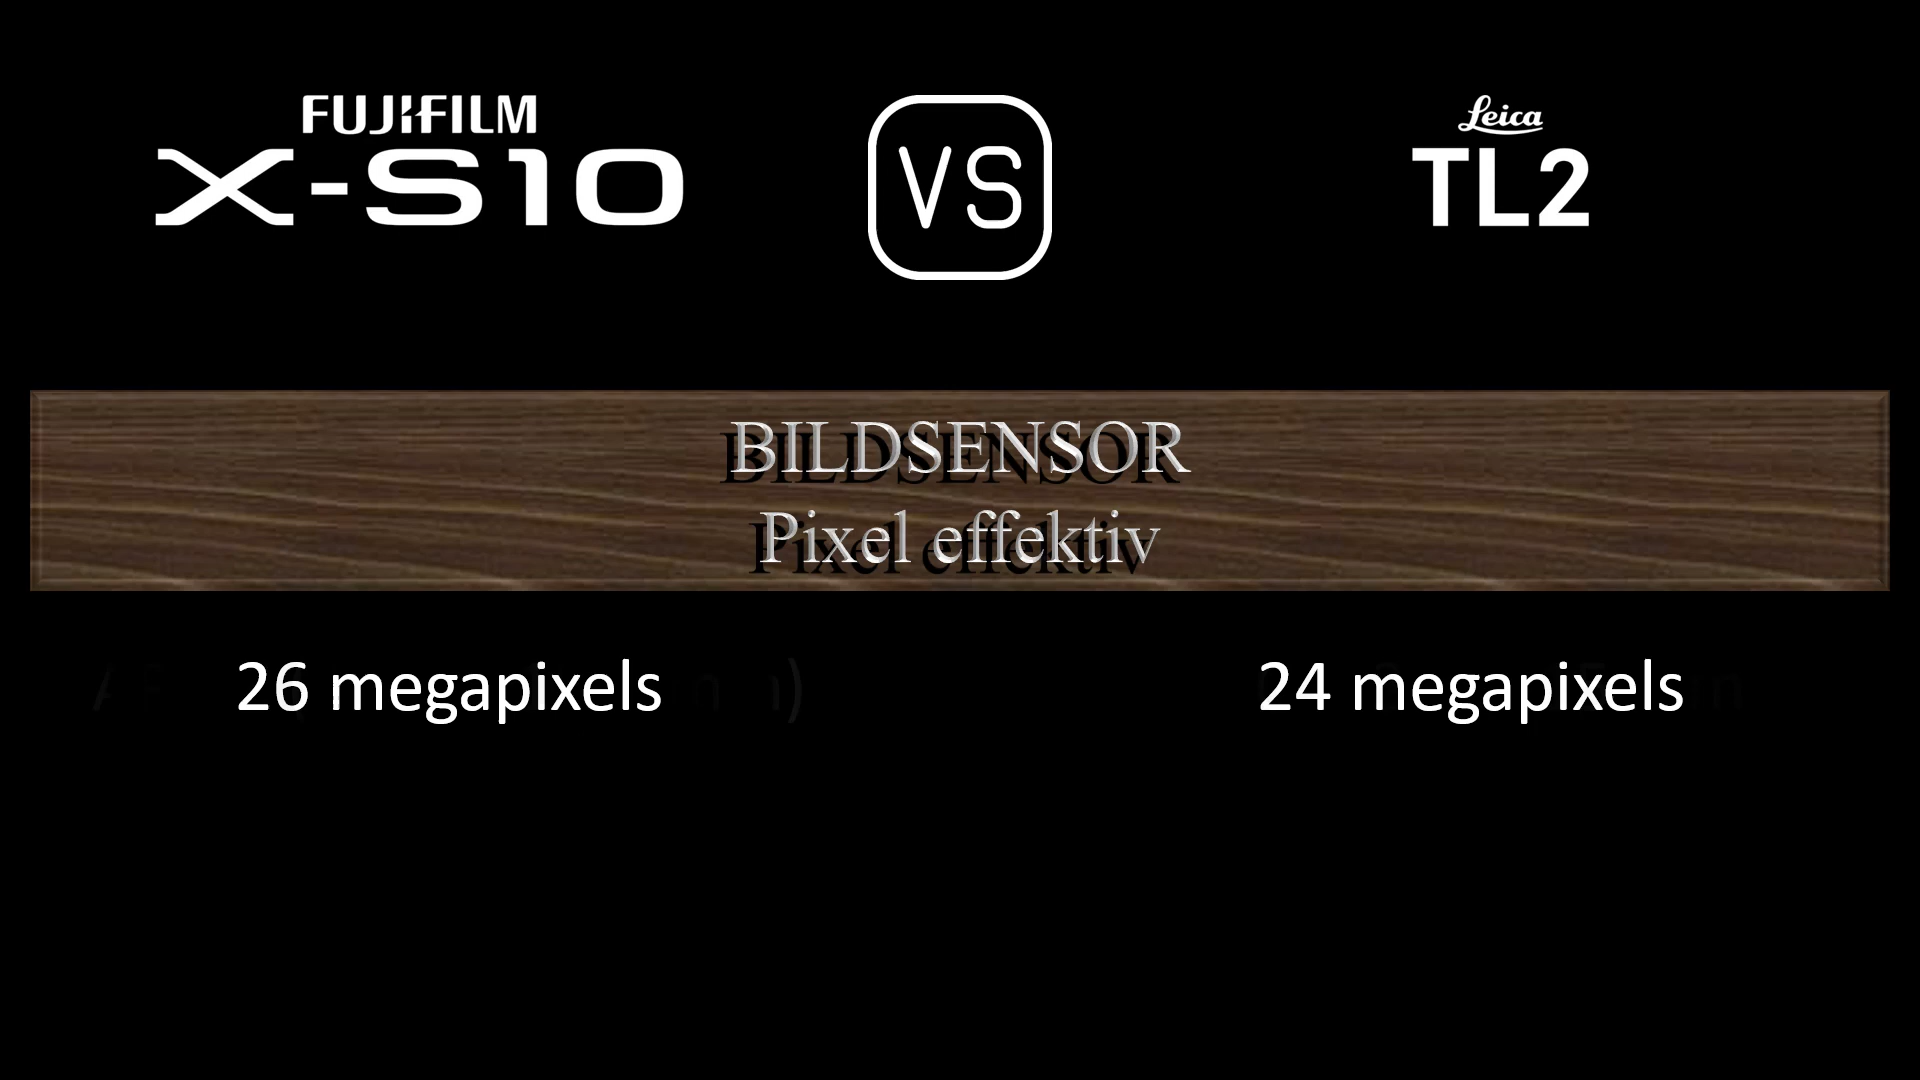 FUJIFILM
X-S10
VS
Leica
TL2
BILDSENSOR
Pixel effektiv
26 megapixels
24 megapixels